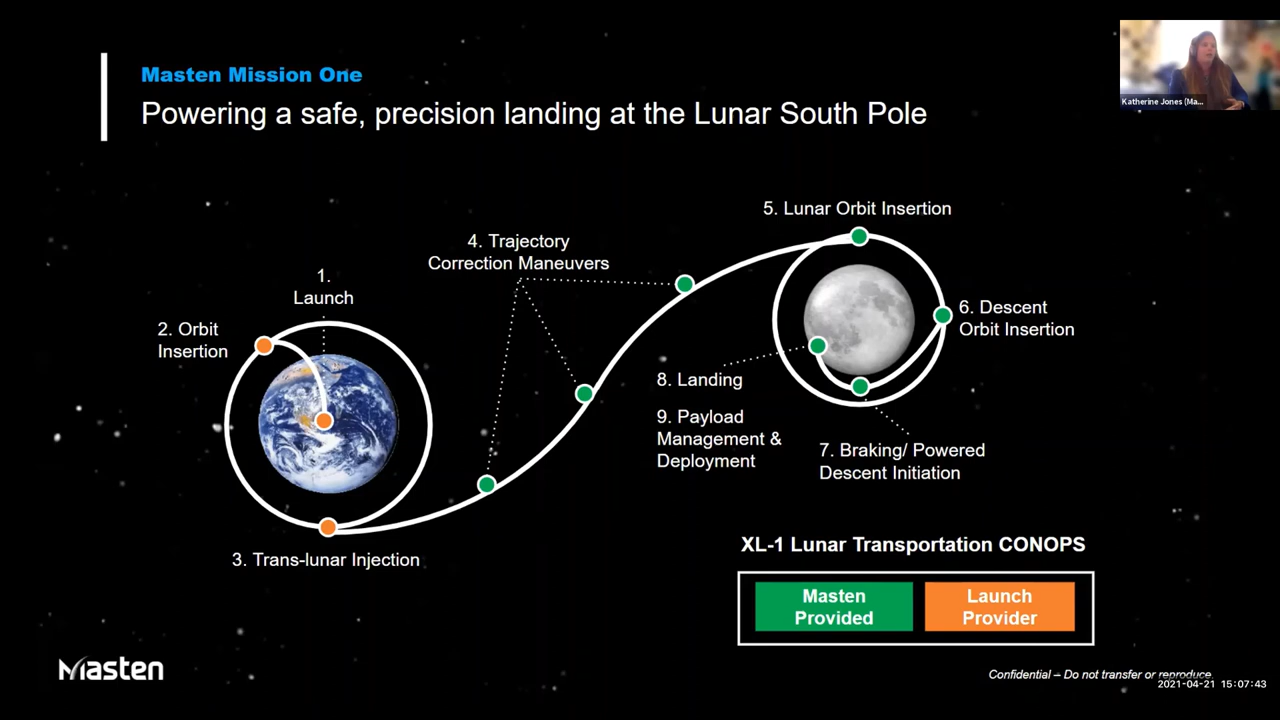 Masten Mission One
Powering a safe, precision landing at the Lunar South Pole
Katherine Jones (Ma...
5. Lunar Orbit Insertion
4. Trajectory
Correction Maneuvers
1.
Launch
2. Orbit
Insertion
6. Descent
Orbit Insertion
8. Landing
9. Payload
Management &
Deployment
7. Braking/ Powered
Descent Initiation
3. Trans-lunar Injection
XL-1 Lunar Transportation CONOPS
Masten
Provided
Launch
Provider
Masten
Confidential – Do not transfer or reproduce.
2021-04-21 15:07:43